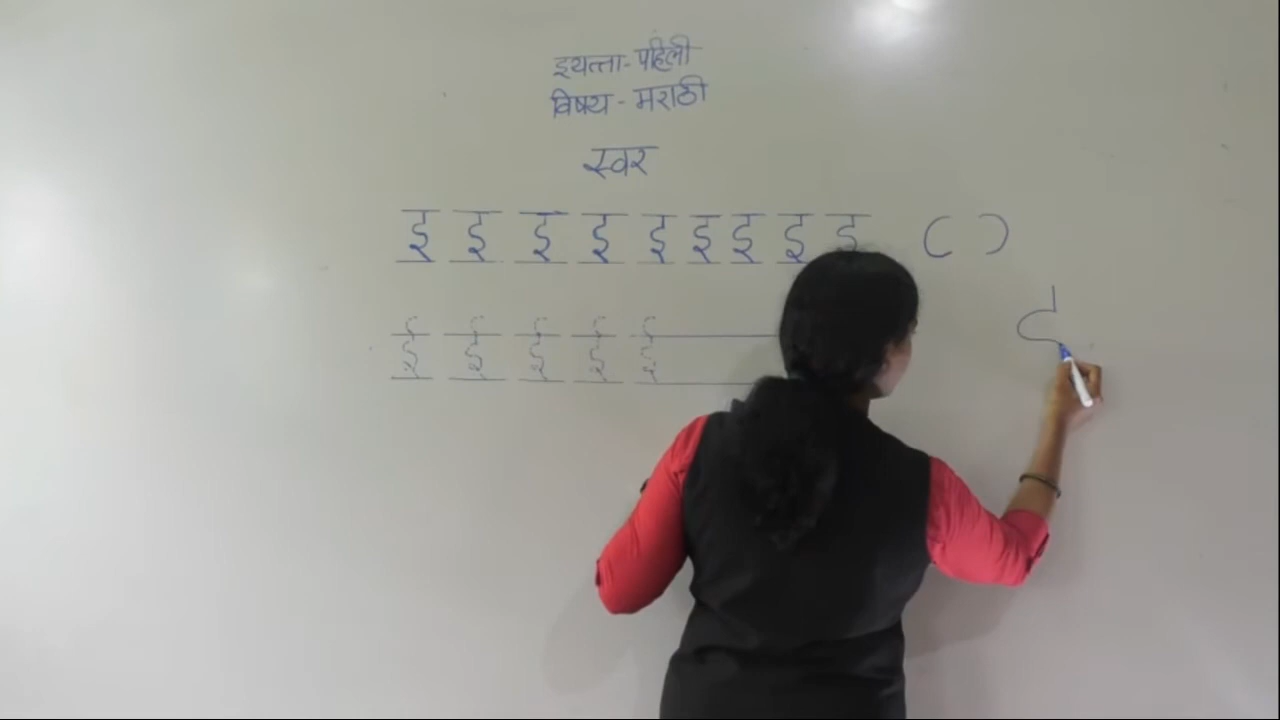 इयत्ता - पहिली
विषय - मराठी
स्वर
इ इ इ इ इ इ इ इ इ ( )
ई ई ई ई ई